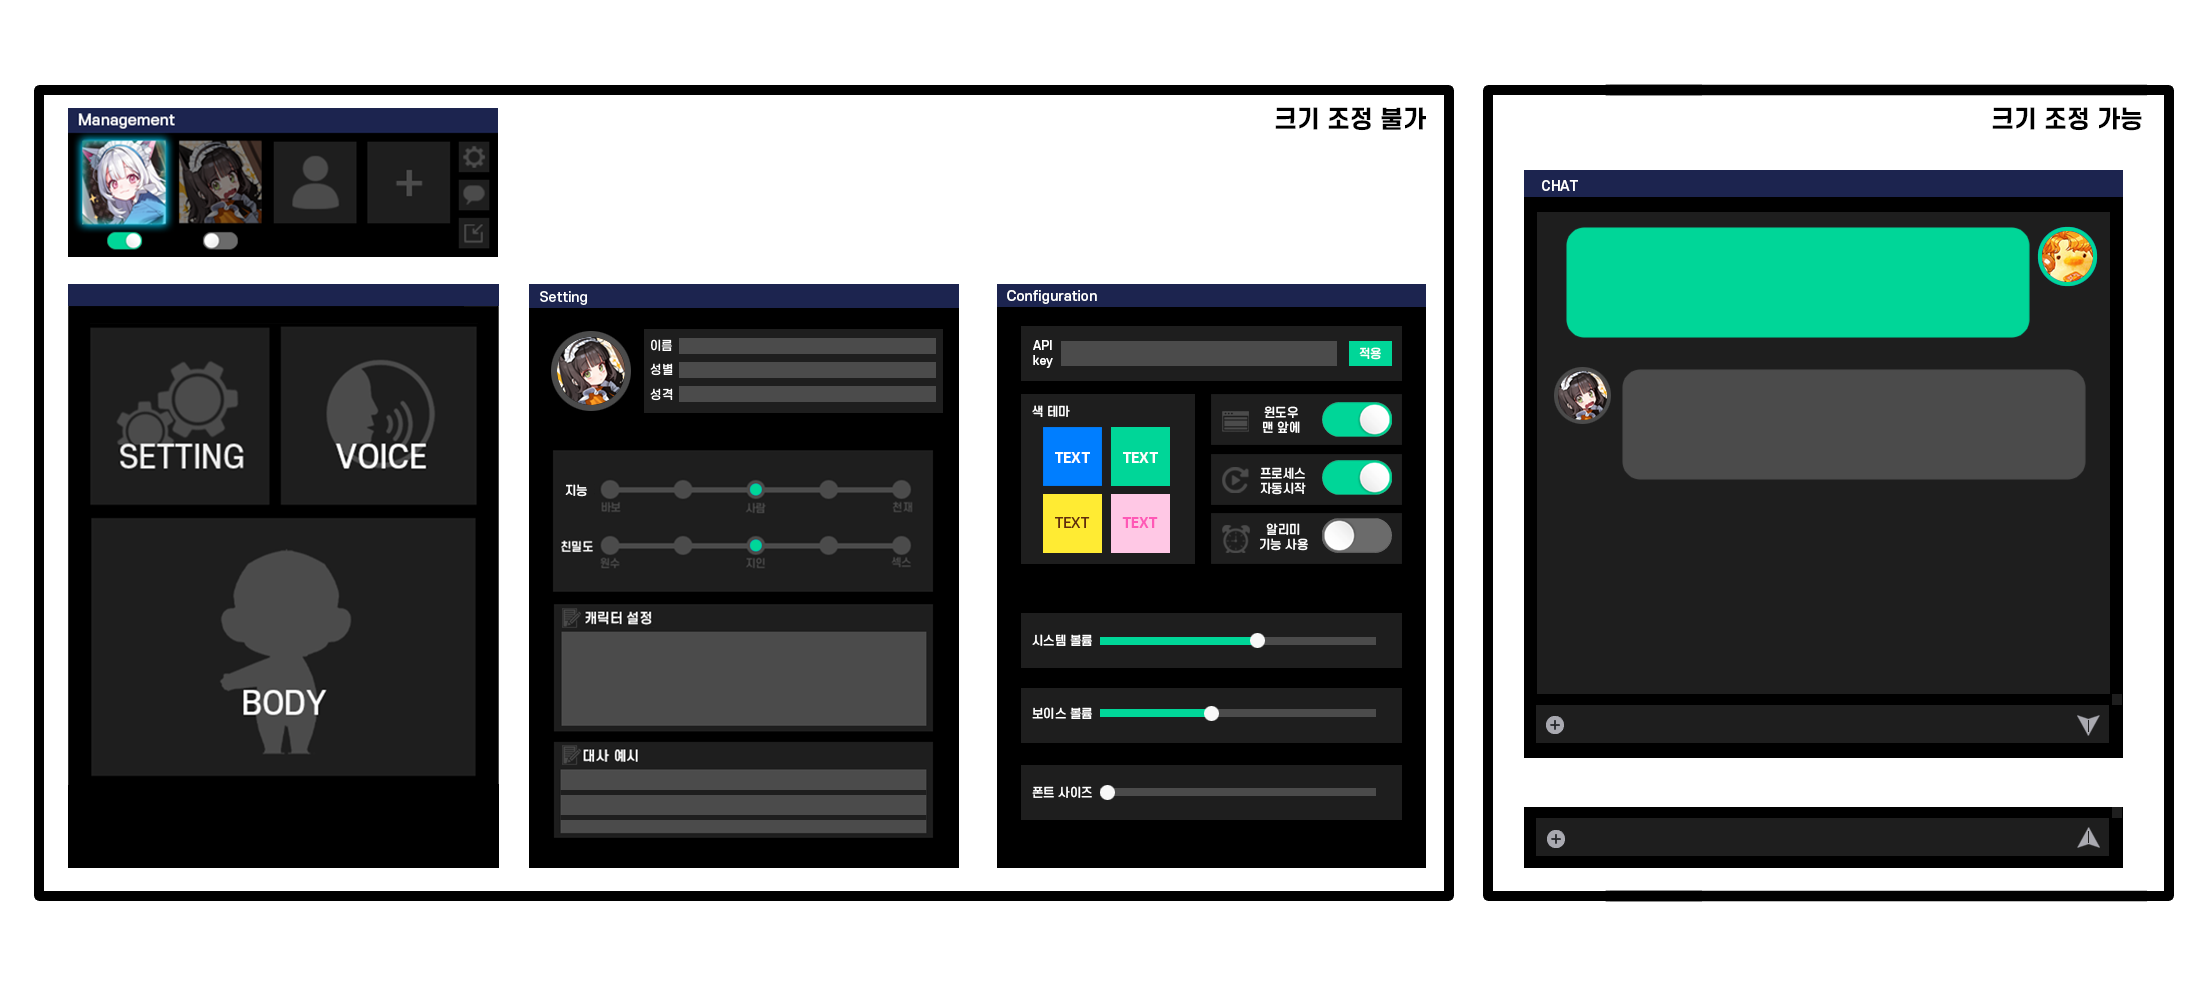 크기 조정 불가
Management
SETTING
VOICE
BODY
Setting
이름
성별
성격
지능
바보
사람
천재
친밀도
원수
지인
섹스
캐릭터 설정
대사 예시
Configuration
API
key
적용
색 테마
TEXT
TEXT
TEXT
TEXT
윈도우
맨 앞에
프로세스
자동시작
알리미
기능 사용
시스템 볼륨
보이스 볼륨
폰트 사이즈
크기 조정 가능
CHAT